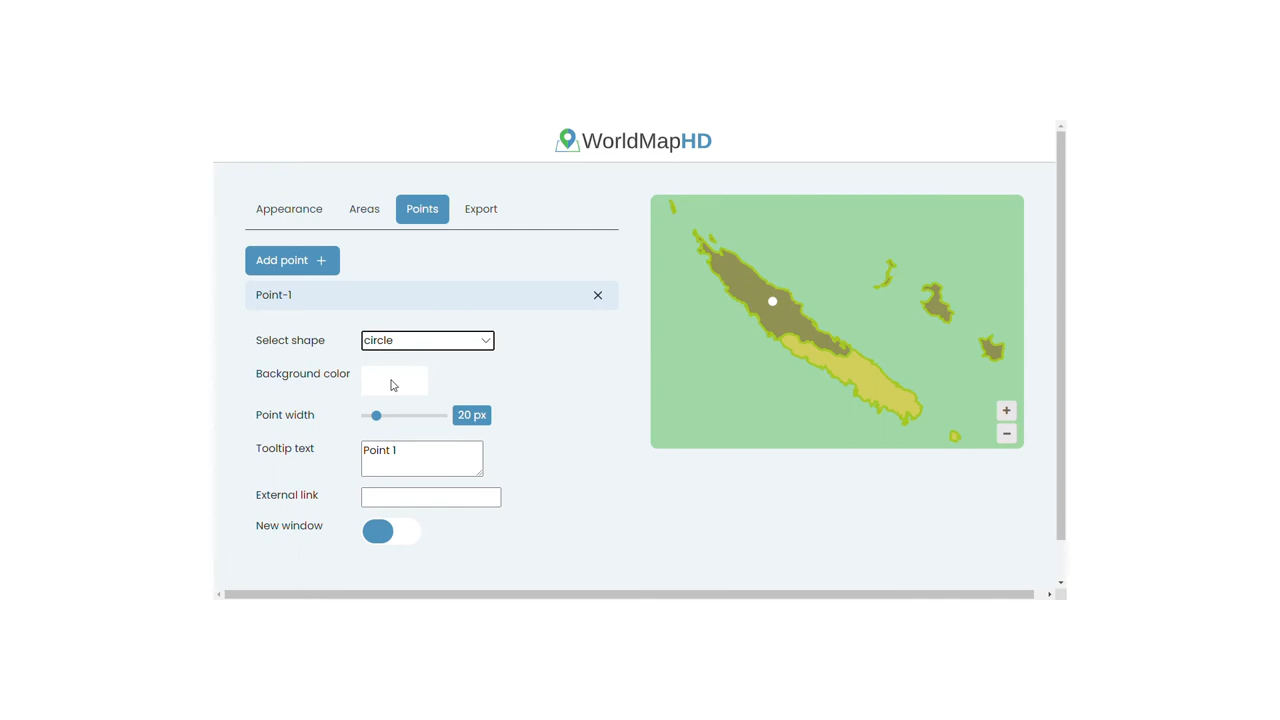 WorldMapHD
Appearance Areas Points Export
Add point +
Point-1
Select shape circle
Background color
Point width 20 px
Tooltip text Point 1
External link
New window